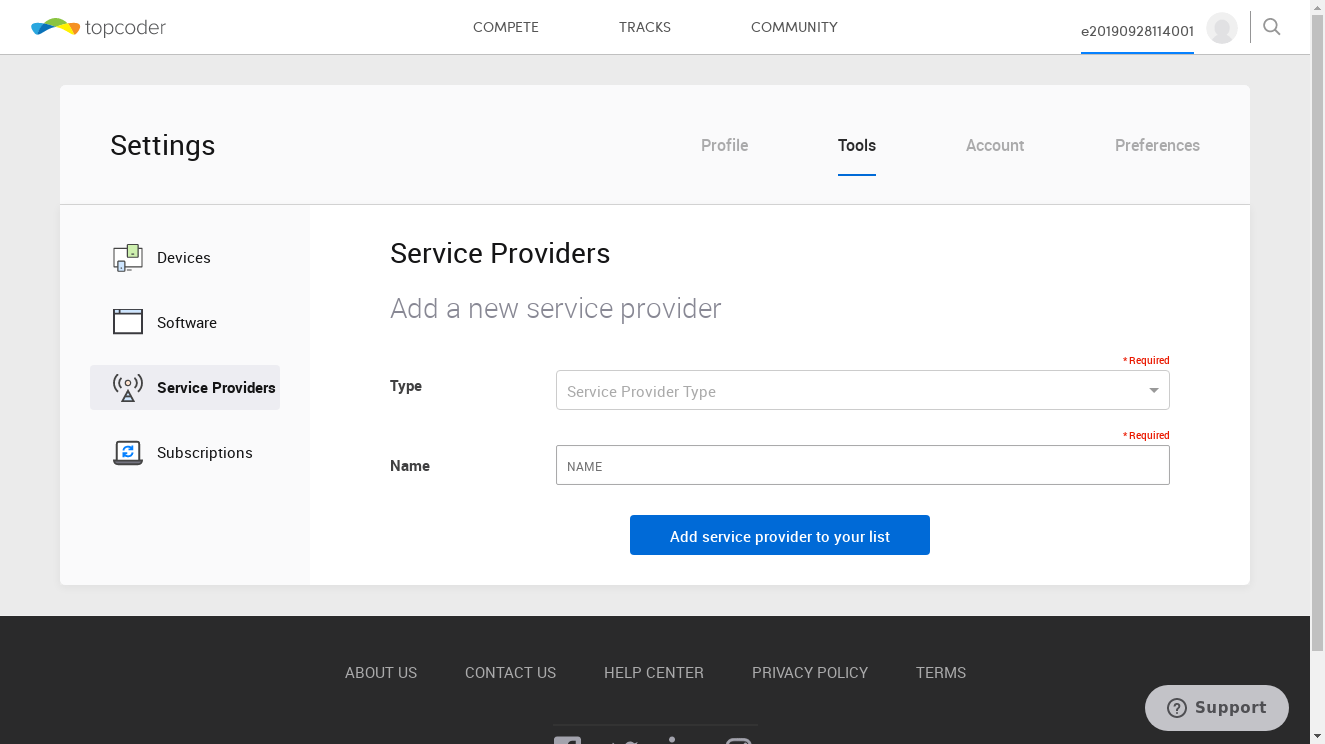 topcoder
COMPETE
TRACKS
COMMUNITY
e20190928114001
Settings
Profile
Tools
Account
Preferences
Devices
Software
Service Providers
Subscriptions
Service Providers
Add a new service provider
* Required
Type
Service Provider Type
* Required
Name
NAME
Add service provider to your list
ABOUT US
CONTACT US
HELP CENTER
PRIVACY POLICY
TERMS
Support